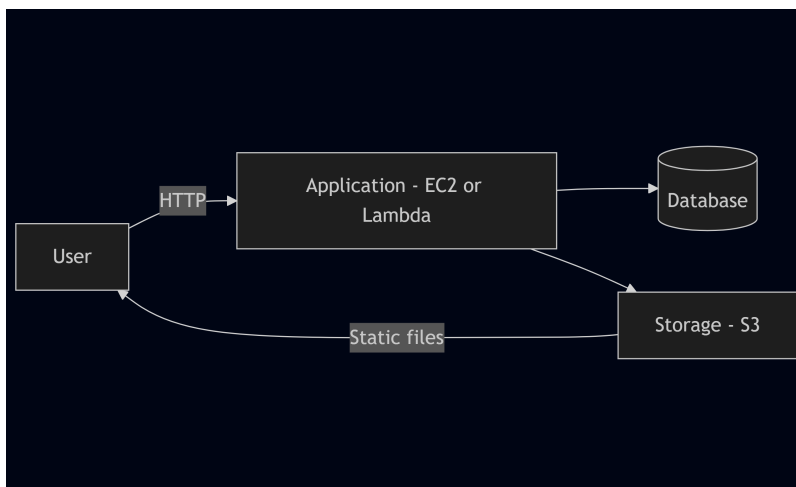 HTTP
Application - EC2 or
Lambda
Database
User
Storage - S3
Static files